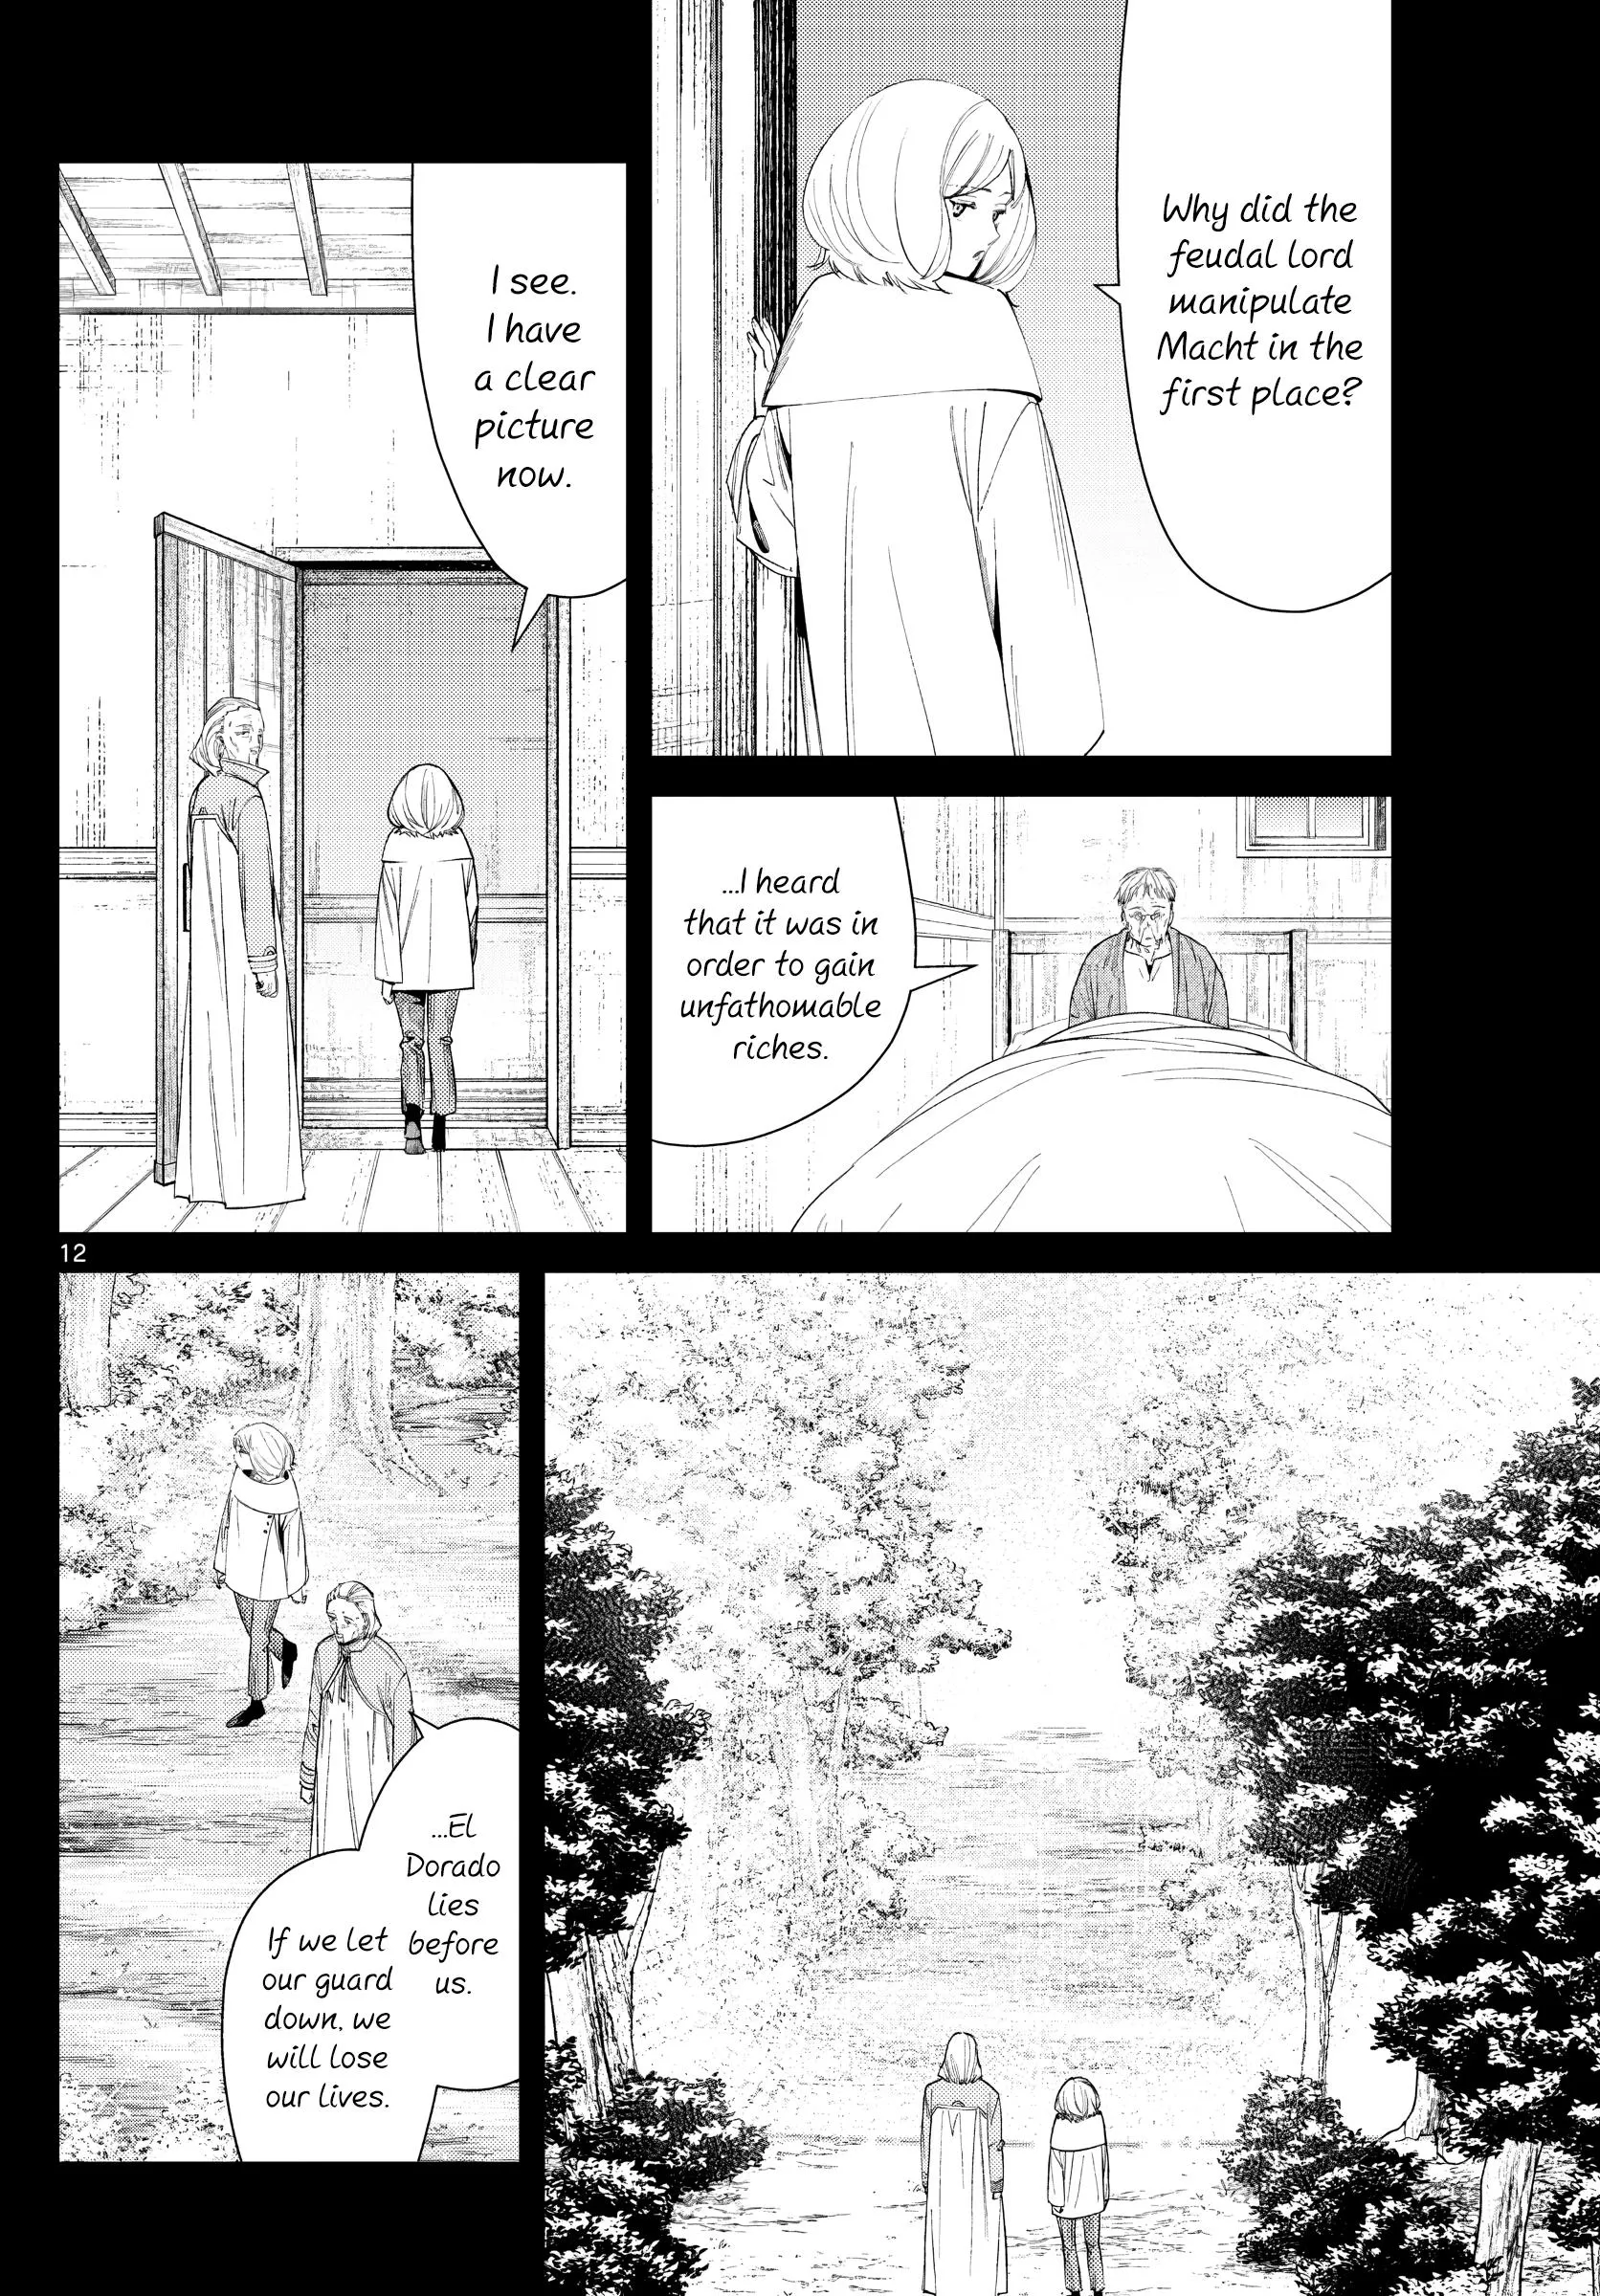 Why did the
feudal lord
manipulate
Macht in the
first place?
...I heard
that it was in
order to gain
unfathomable
riches.
I see.
I have
a clear
picture
now.
12
...El
Dorado
lies
before
us.
If we let
our guard
down, we
will lose
our lives.